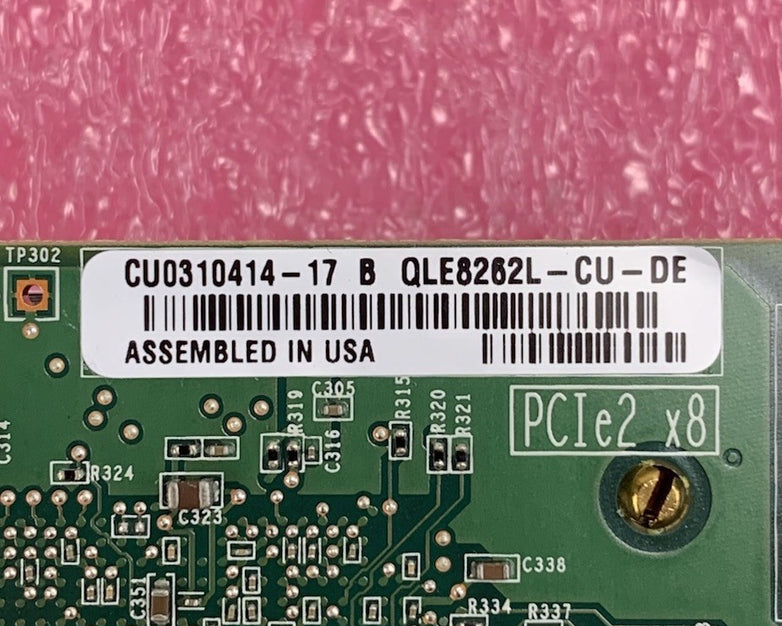 TP302
CU0310414-17 B QLE8262L-CU-DE
ASSEMBLED IN USA
C305
R315
R319
R320
R321
C314
C316
PCIe2 x8
R324
C323
C338
C351
R334
R337